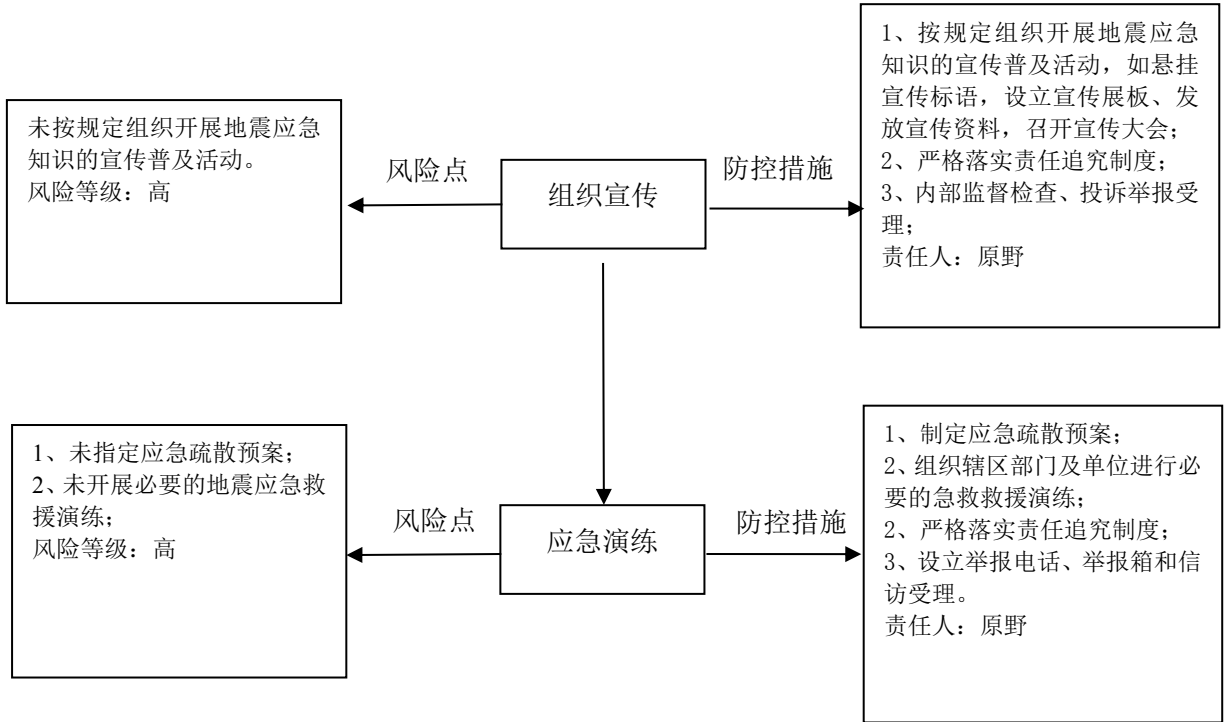 未按规定组织开展地震应急
知识的宣传普及活动。
风险等级：高
风险点
组织宣传
防控措施
1、按规定组织开展地震应急
知识的宣传普及活动，如悬挂
宣传标语，设立宣传展板、发
放宣传资料，召开宣传大会；
2、严格落实责任追究制度；
3、内部监督检查、投诉举报受
理；
责任人：原野
1、未指定应急疏散预案；
2、未开展必要的地震应急救
援演练；
风险等级：高
风险点
应急演练
防控措施
1、制定应急疏散预案；
2、组织辖区部门及单位进行必
要的急救救援演练；
2、严格落实责任追究制度；
3、设立举报电话、举报箱和信
访受理。
责任人：原野